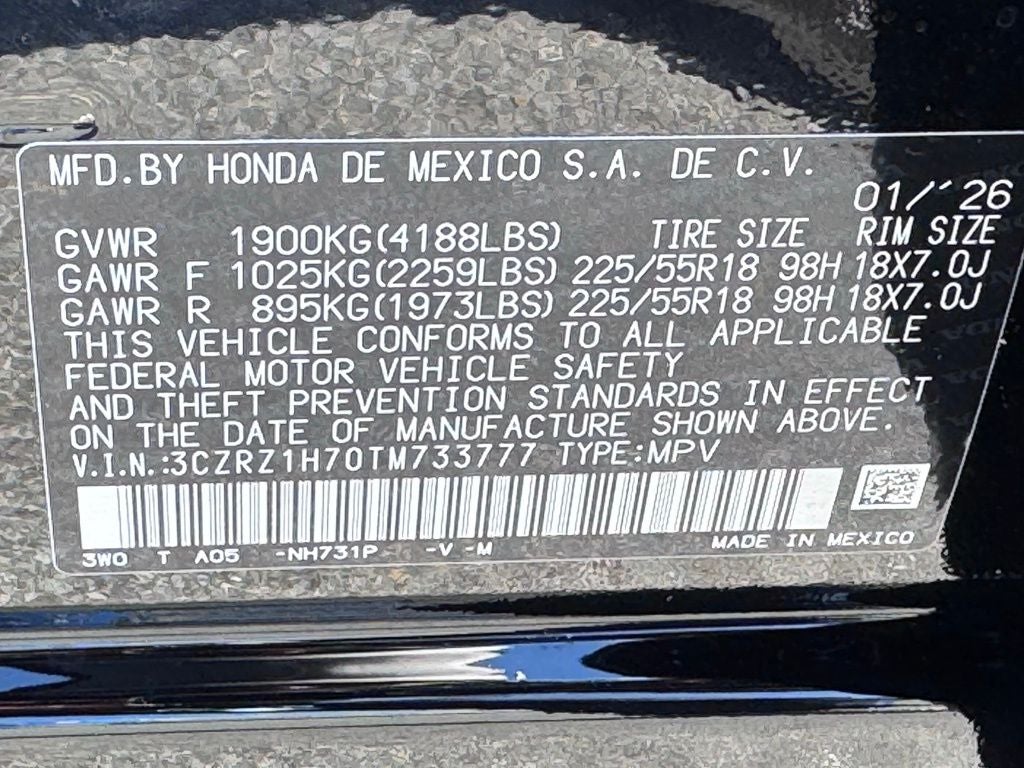 MFD.BY HONDA DE MEXICO S.A. DE C.V.
01/´26
GVWR 1900KG(4188LBS) TIRE SIZE RIM SIZE
GAWR F 1025KG(2259LBS) 225/55R18 98H 18X7.0J
GAWR R 895KG(1973LBS) 225/55R18 98H 18X7.0J
THIS VEHICLE CONFORMS TO ALL APPLICABLE
FEDERAL MOTOR VEHICLE SAFETY
AND THEFT PREVENTION STANDARDS IN EFFECT
ON THE DATE OF MANUFACTURE SHOWN ABOVE.
V.I.N.:3CZRZ1H70TM733777 TYPE:MPV
3W0 T A05 -NH731P -V -M MADE IN MEXICO